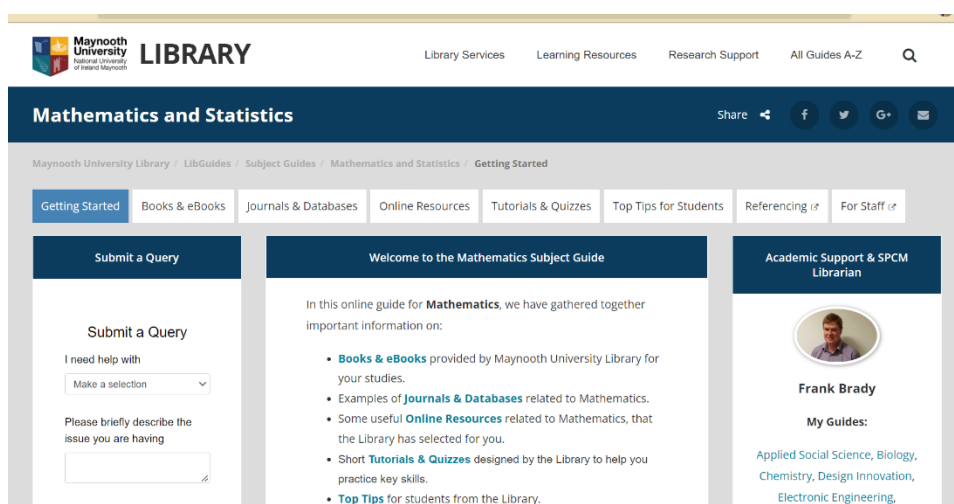 Maynooth
University
National University
of Ireland Maynooth
LIBRARY
Library Services
Learning Resources
Research Support
All Guides A-Z
Mathematics and Statistics
Share
Maynooth University Library / LibGuides / Subject Guides / Mathematics and Statistics / Getting Started
Getting Started
Books & eBooks
Journals & Databases
Online Resources
Tutorials & Quizzes
Top Tips for Students
Referencing
For Staff
Submit a Query
Submit a Query
I need help with
Make a selection
Please briefly describe the
issue you are having
Welcome to the Mathematics Subject Guide
In this online guide for Mathematics, we have gathered together
important information on:
• Books & eBooks provided by Maynooth University Library for
your studies.
• Examples of Journals & Databases related to Mathematics.
• Some useful Online Resources related to Mathematics, that
the Library has selected for you.
• Short Tutorials & Quizzes designed by the Library to help you
practice key skills.
• Top Tips for students from the Library.
Academic Support & SPCM
Librarian
Frank Brady
My Guides:
Applied Social Science, Biology,
Chemistry, Design Innovation,
Electronic Engineering,